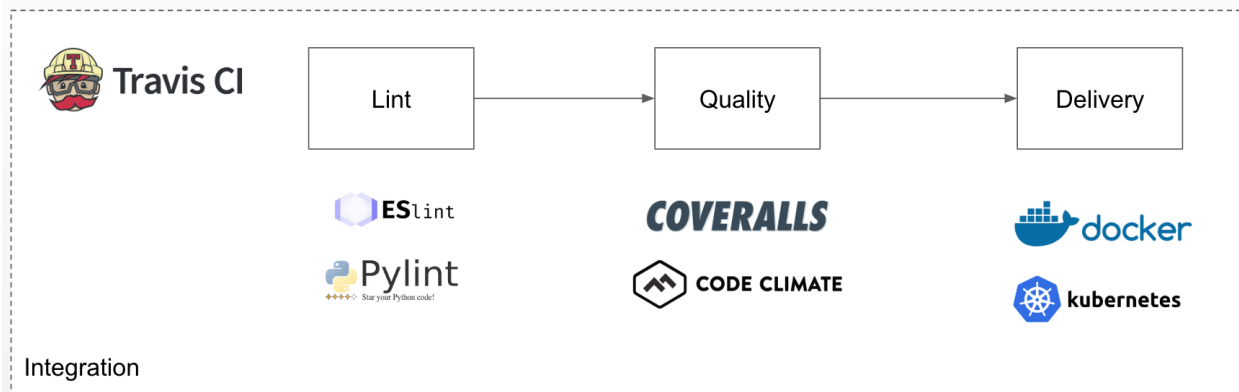 T
Travis CI
Lint
Quality
Delivery
ESlint
COVERALLS
docker
Pylint
Star your Python code!
CODE CLIMATE
kubernetes
Integration